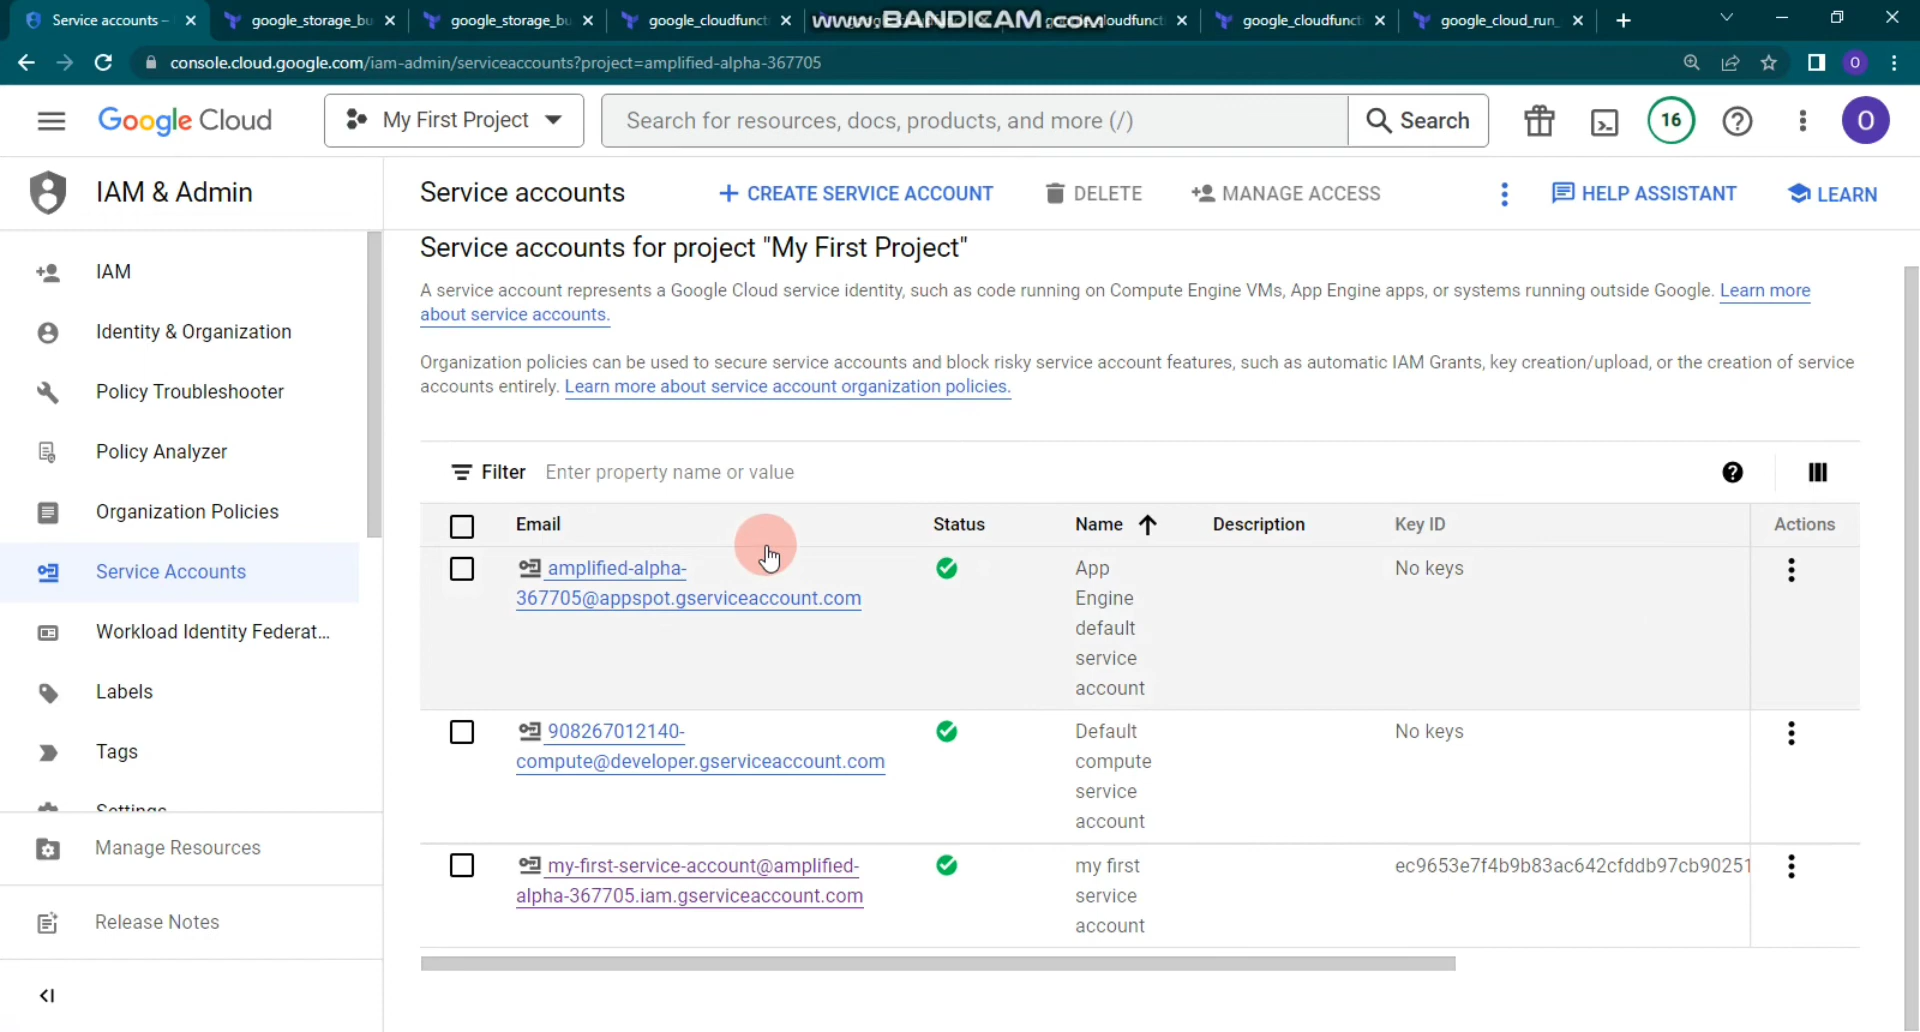 Service accounts –
google_storage_bu
google_storage_bu
google_cloudfunct
www.BANDICAM.com
oudfunct
google_cloudfunct
google_cloud_run_
console.cloud.google.com/iam-admin/serviceaccounts?project=amplified-alpha-367705
O
Google Cloud
My First Project
Search for resources, docs, products, and more (/)
Search
16
O
IAM & Admin
Service accounts
CREATE SERVICE ACCOUNT
DELETE
MANAGE ACCESS
HELP ASSISTANT
LEARN
IAM
Identity & Organization
Policy Troubleshooter
Policy Analyzer
Organization Policies
Service Accounts
Workload Identity Federat...
Labels
Tags
Settings
Manage Resources
Release Notes
Service accounts for project "My First Project"
A service account represents a Google Cloud service identity, such as code running on Compute Engine VMs, App Engine apps, or systems running outside Google. Learn more
about service accounts.
Organization policies can be used to secure service accounts and block risky service account features, such as automatic IAM Grants, key creation/upload, or the creation of service
accounts entirely. Learn more about service account organization policies.
Filter Enter property name or value
Email Status Name Description Key ID Actions
amplified-alpha-
367705@appspot.gserviceaccount.com
App
Engine
default
service
account
No keys
908267012140-
compute@developer.gserviceaccount.com
Default
compute
service
account
No keys
my-first-service-account@amplified-
alpha-367705.iam.gserviceaccount.com
my first
service
account
ec9653e7f4b9b83ac642cfddb97cb90251